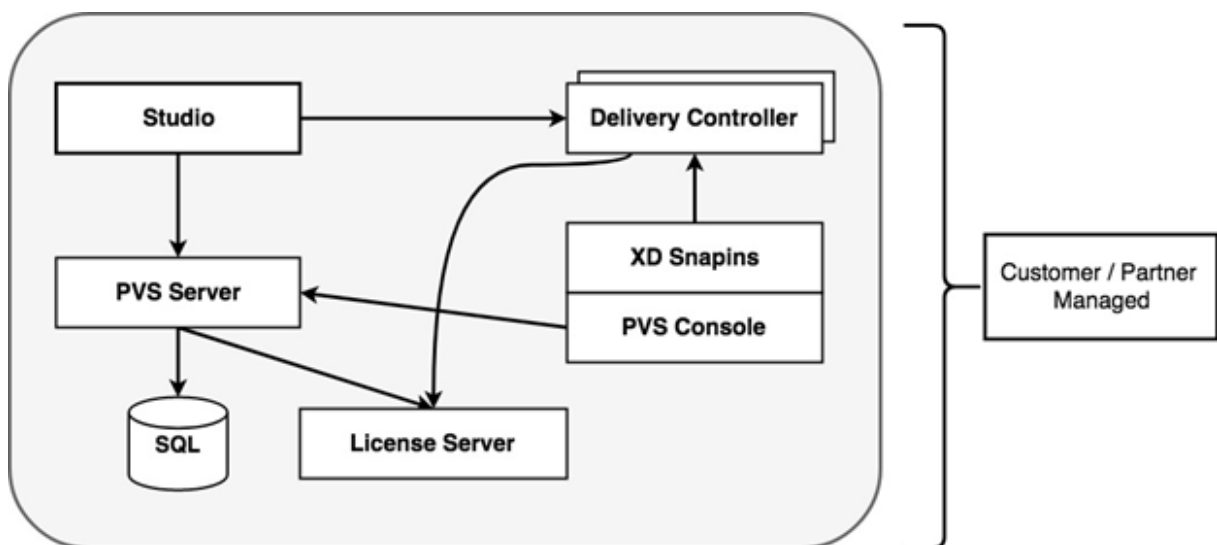 Studio
Delivery Controller
XD Snapins
PVS Server
PVS Console
Customer / Partner
Managed
SQL
License Server